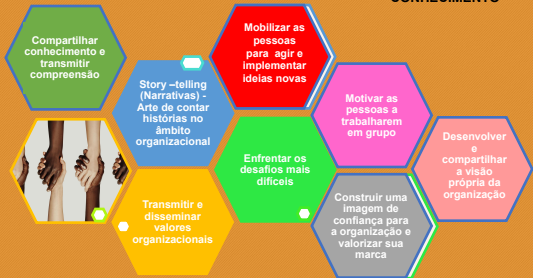 CONHECIMENTO
Compartilhar
conhecimento e
transmitir
compreensão
Story –telling
(Narrativas) -
Arte de contar
histórias no
âmbito
organizacional
Mobilizar as
pessoas
para agir e
implementar
ideias novas
Motivar as
pessoas a
trabalharem
em grupo
Desenvolver
e
compartilhar
a visão
própria da
organização
Enfrentar os
desafios mais
difíceis
Transmitir e
disseminar
valores
organizacionais
Construir uma
imagem de
confiança para
a organização e
valorizar sua
marca